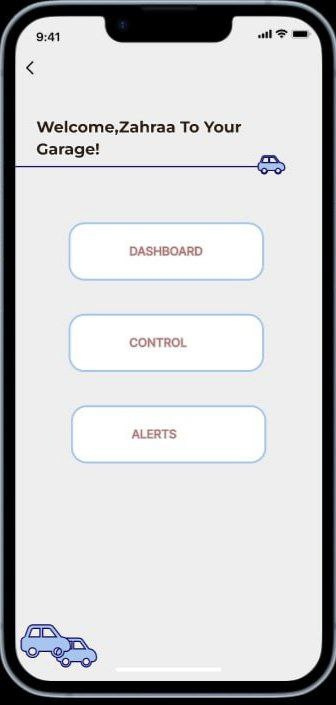 9:41
Welcome,Zahraa To Your
Garage!
DASHBOARD
CONTROL
ALERTS